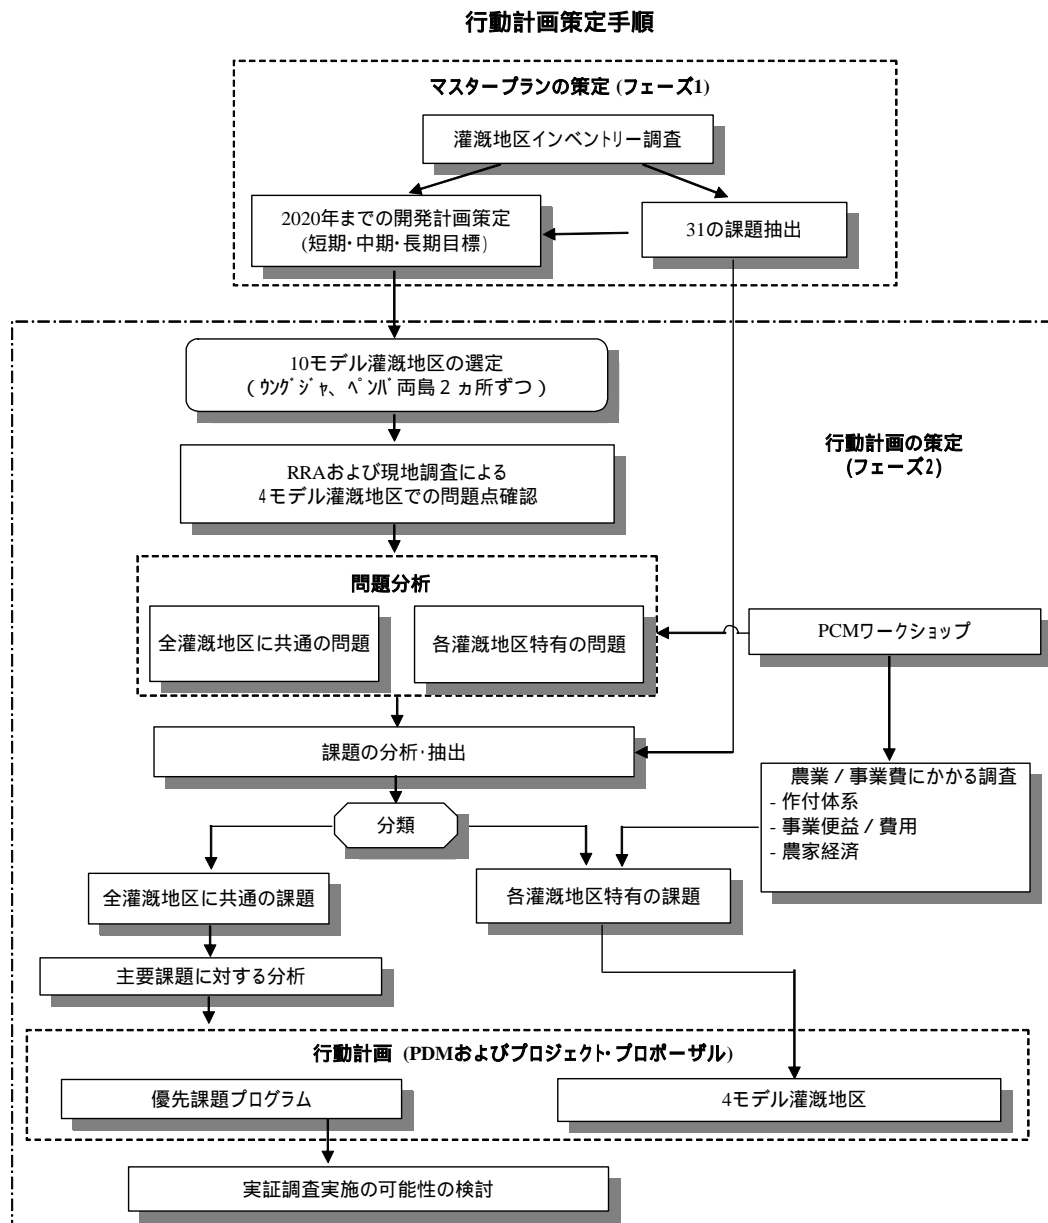 行動計画策定手順
マスタープランの策定 (フェーズ1)
灌漑地区インベントリー調査
2020年までの開発計画策定
(短期･中期･長期目標)
31の課題抽出
10モデル灌漑地区の選定
( ｳﾝｸﾞｼﾞｬ、ﾍﾟﾝﾊﾞ両島２ヵ所ずつ )
行動計画の策定
(フェーズ2)
RRAおよび現地調査による
4モデル灌漑地区での問題点確認
問題分析
全灌漑地区に共通の問題
各灌漑地区特有の問題
PCMワークショップ
課題の分析･抽出
農業 / 事業費にかかる調査
- 作付体系
- 事業便益 / 費用
- 農家経済
分類
全灌漑地区に共通の課題
各灌漑地区特有の課題
主要課題に対する分析
行動計画 (PDMおよびプロジェクト･プロポーザル)
優先課題プログラム
4モデル灌漑地区
実証調査実施の可能性の検討